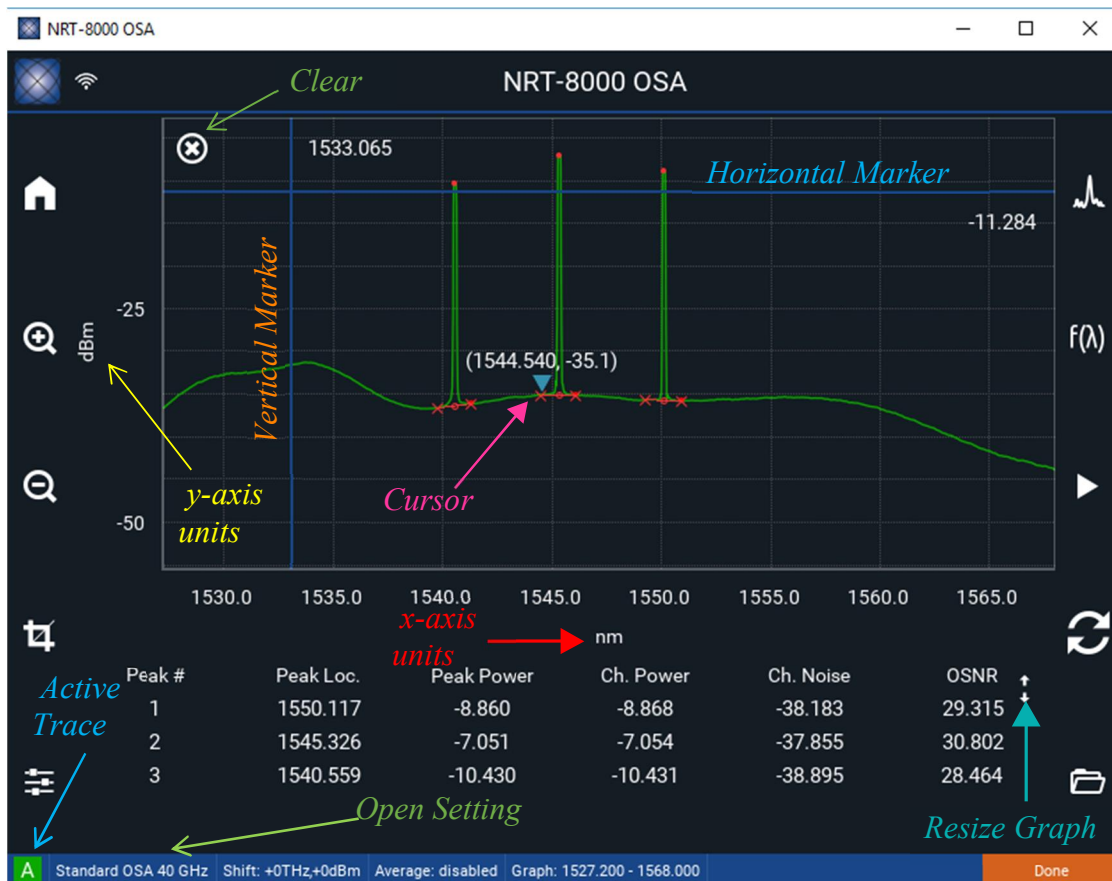 NRT-8000 OSA
NRT-8000 OSA
Clear
1533.065
Horizontal Marker
-11.284
Vertical Marker
-25
dBm
f(λ)
(1544.540, -35.1)
Cursor
y-axis
units
-50
1530.0 1535.0 1540.0 1545.0 1550.0 1555.0 1560.0 1565.0
x-axis
units
nm
Peak # Peak Loc. Peak Power Ch. Power Ch. Noise OSNR
1 1550.117 -8.860 -8.868 -38.183 29.315
2 1545.326 -7.051 -7.054 -37.855 30.802
3 1540.559 -10.430 -10.431 -38.895 28.464
Active
Trace
Open Setting
Resize Graph
A Standard OSA 40 GHz Shift: +0THz,+0dBm Average: disabled Graph: 1527.200 - 1568.000 Done